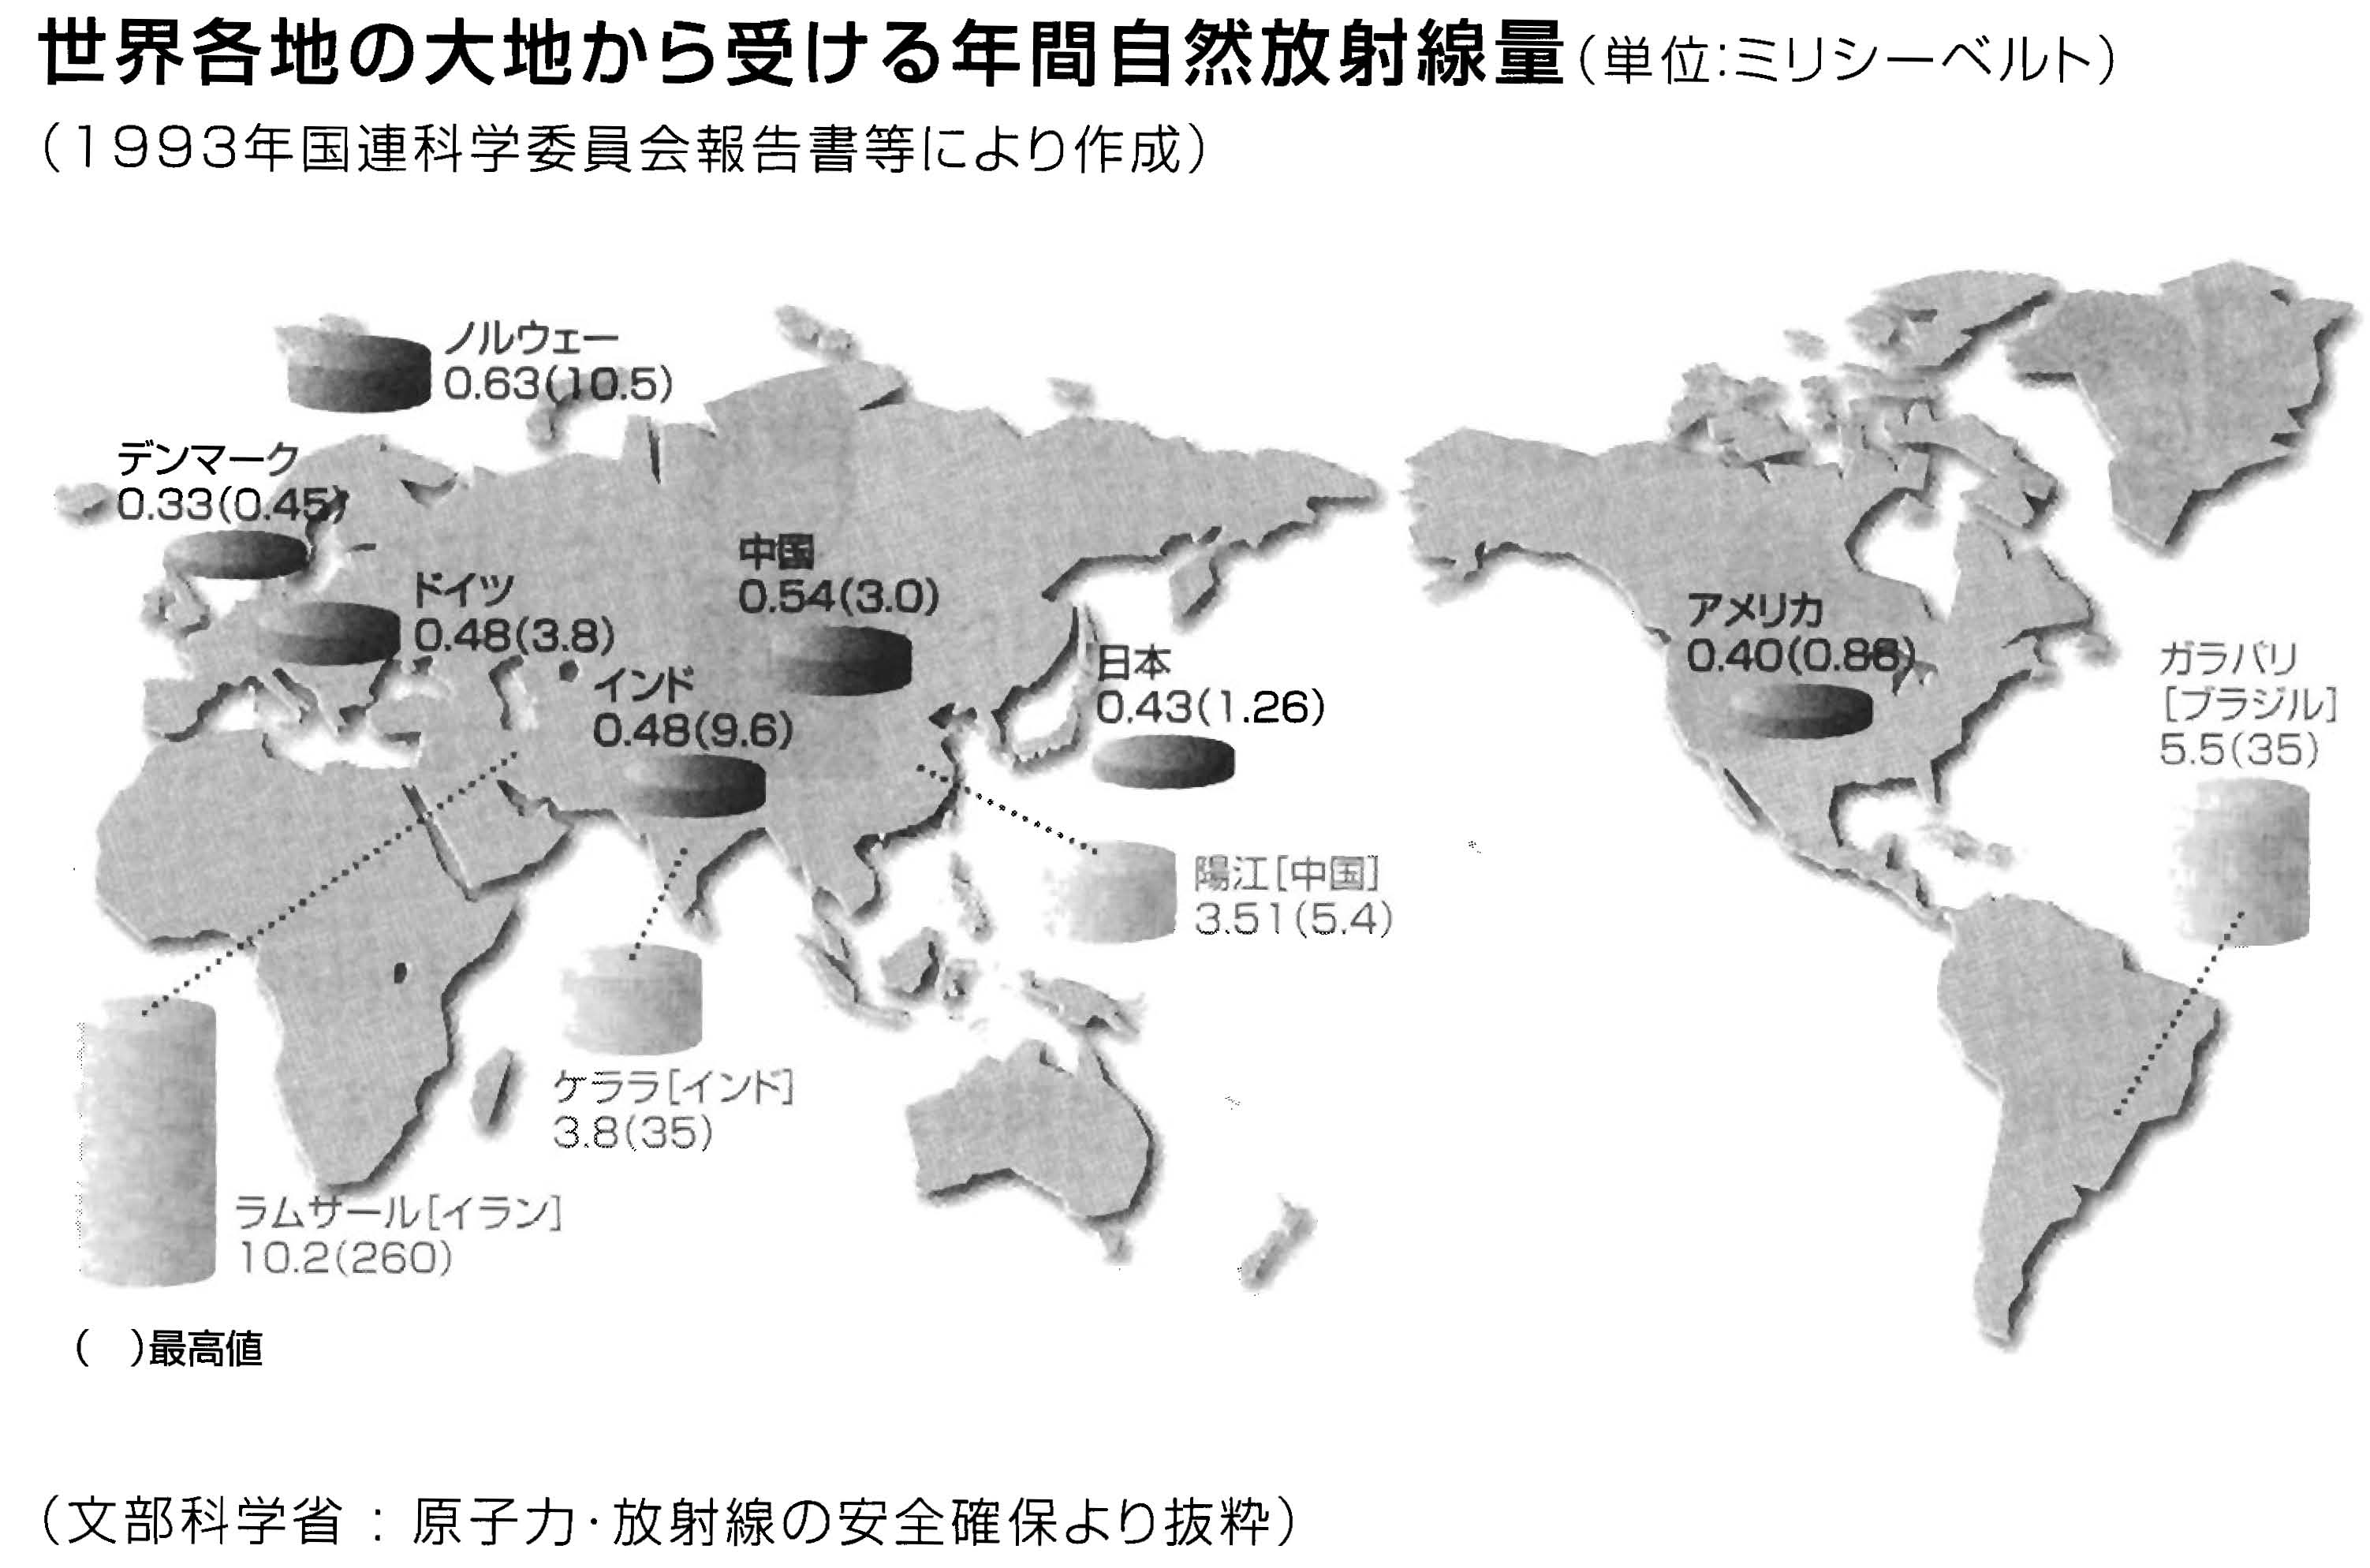 世界各地の大地から受ける年間自然放射線量(単位:ミリシーベルト)
(1993年国連科学委員会報告書等により作成)
ノルウェー
0.63(10.5)
デンマーク
0.33(0.45)
ドイツ
0.48(3.8)
中国
0.54(3.0)
インド
0.48(9.6)
日本
0.43(1.26)
アメリカ
0.40(0.88)
ガラバリ
[ブラジル]
5.5(35)
陽江[中国]
3.51(5.4)
ケララ[インド]
3.8(35)
ラムサール[イラン]
10.2(260)
( )最高値
(文部科学省:原子力・放射線の安全確保より抜粋)